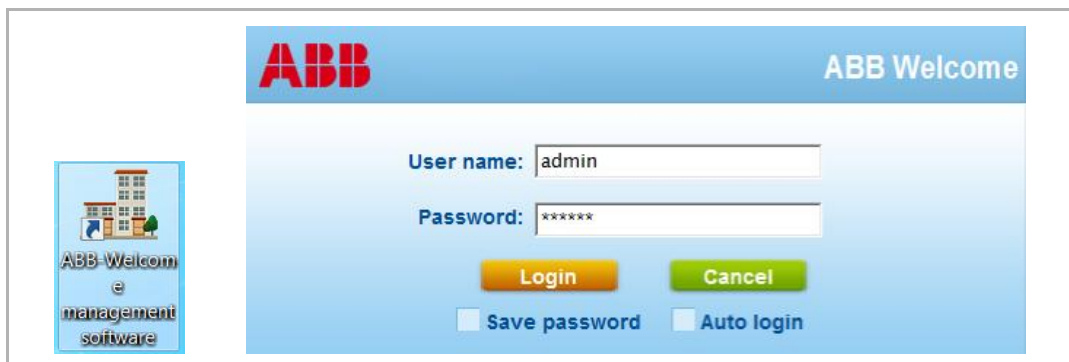 ABB
ABB Welcome
User name: admin
Password: ******
Login Cancel
Save password Auto login
ABB-Welcom
e
management
software